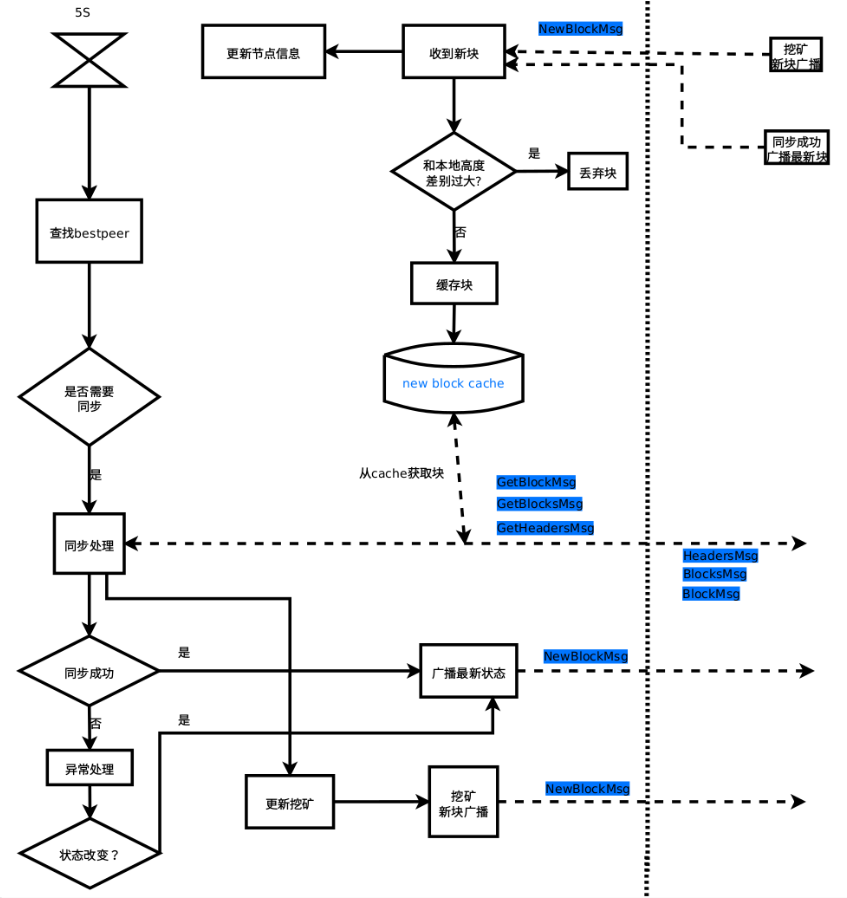 5S
NewBlockMsg
更新节点信息
收到新块
挖矿
新块广播
同步成功
广播最新块
和本地高度
差别过大?
是
丢弃块
查找bestpeer
否
缓存块
new block cache
是否需要
同步
从cache获取块
是
GetBlockMsg
GetBlocksMsg
GetHeadersMsg
同步处理
HeadersMsg
BlocksMsg
BlockMsg
是
NewBlockMsg
同步成功
广播最新状态
否
是
异常处理
NewBlockMsg
更新挖矿
挖矿
新块广播
状态改变？